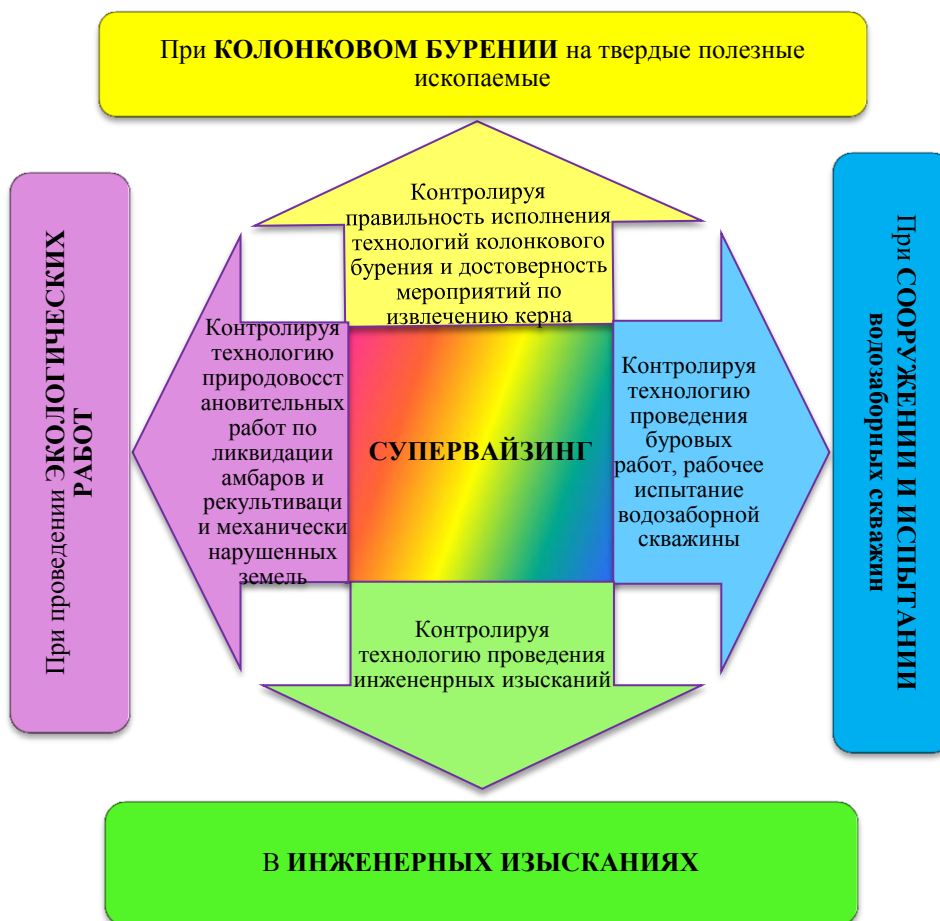 При КОЛОНКОВОМ БУРЕНИИ на твердые полезные
ископаемые
Контролируя
правильность исполнения
технологий колонкового
бурения и достоверность
мероприятий по
извлечению керна
При проведении ЭКОЛОГИЧЕСКИХ
РАБОТ
Контролируя
технологию
природовосст
ановительных
работ по
ликвидации
амбаров и
рекультиваци
и механически
нарушенных
земель
СУПЕРВАЙЗИНГ
Контролируя
технологию
проведения
буровых
работ, рабочее
испытание
водозаборной
скважины
При СООРУЖЕНИИ И ИСПЫТАНИИ
водозаборных скважин
Контролируя
технологию проведения
инжененрных изысканий
В ИНЖЕНЕРНЫХ ИЗЫСКАНИЯХ